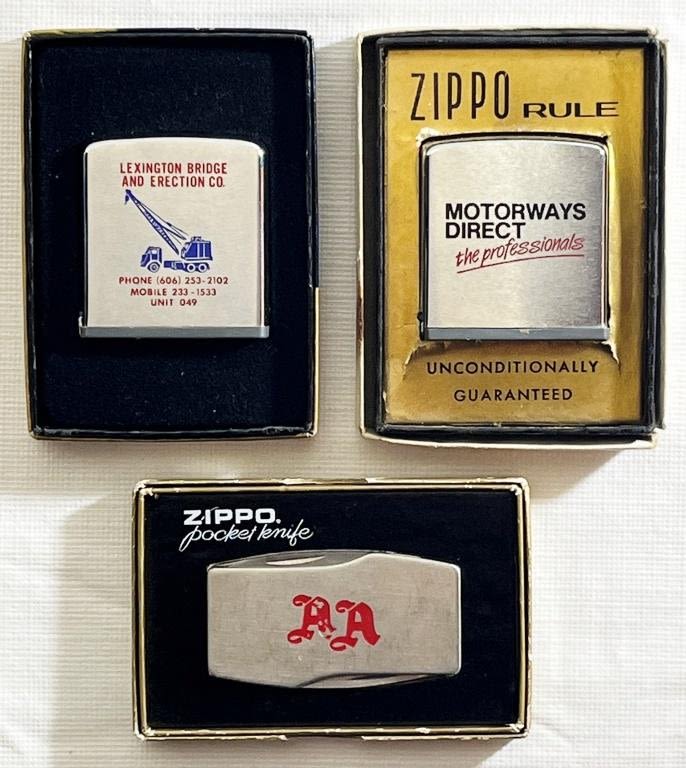 LEXINGTON BRIDGE
AND ERECTION CO.
PHONE (606) 253-2102
MOBILE 233-1533
UNIT 049
ZIPPO RULE
MOTORWAYS
DIRECT
the professionals
UNCONDITIONALLY
GUARANTEED
ZIPPO.
pocket knife
AA